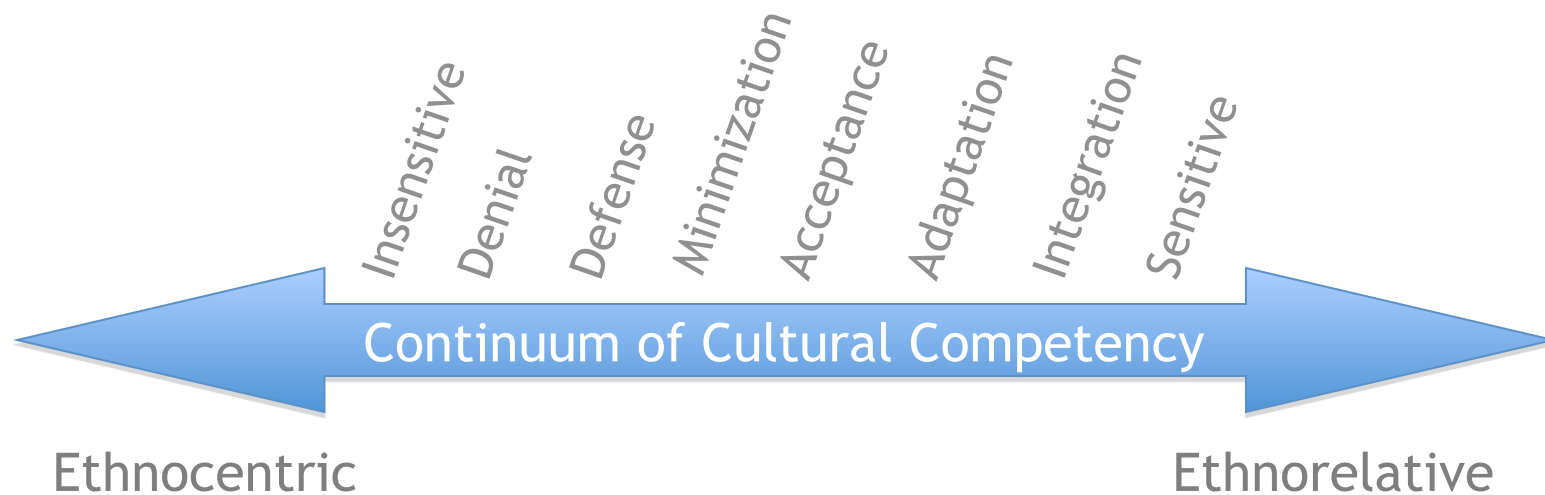 Insensitive
Denial
Defense
Minimization
Acceptance
Adaptation
Integration
Sensitive
Continuum of Cultural Competency
Ethnocentric
Ethnorelative